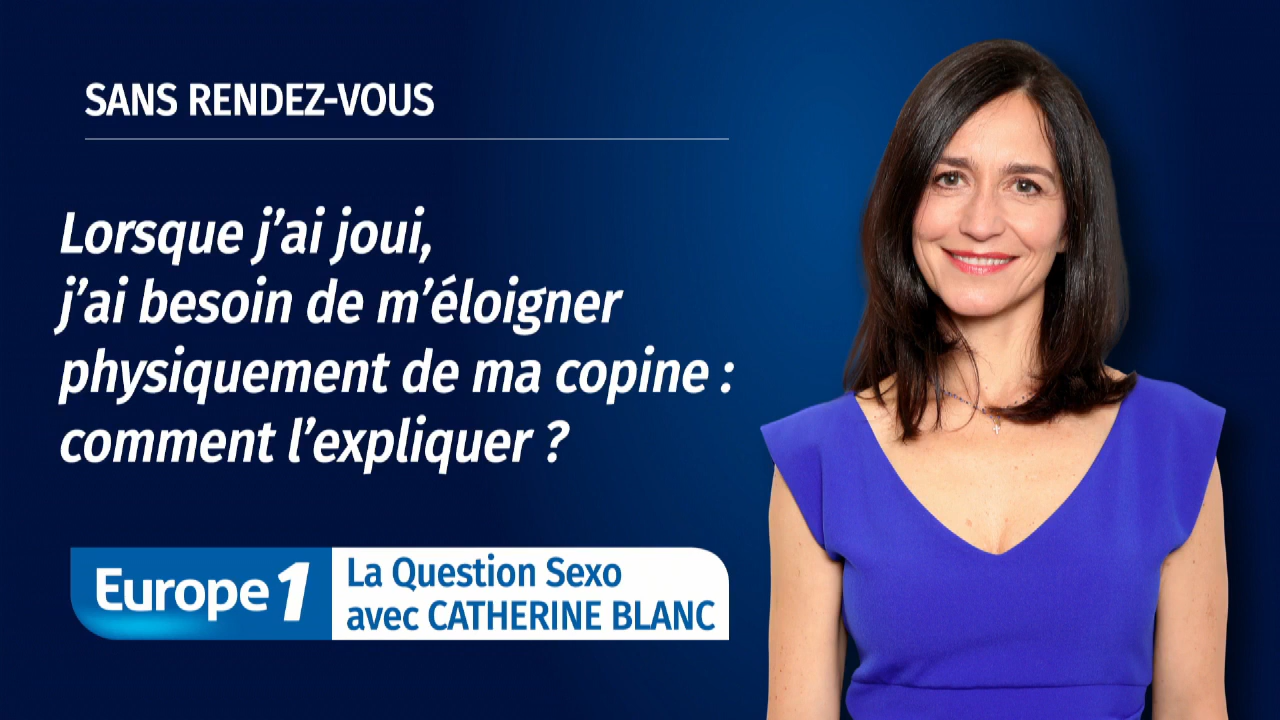 SANS RENDEZ-VOUS
Lorsque j’ai joui,
j’ai besoin de m’éloigner
physiquement de ma copine :
comment l’expliquer ?
Europe 1
La Question Sexo
avec CATHERINE BLANC